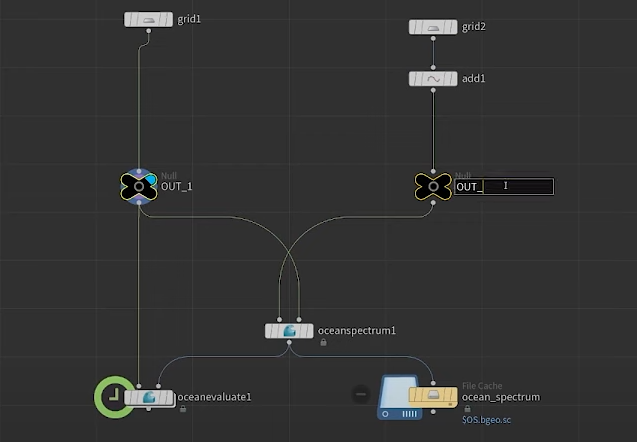 grid1
grid2
add1
Null
OUT_1
Null
OUT_
oceanspectrum1
oceanevaluate1
File Cache
ocean_spectrum
$OS.bgeo.sc